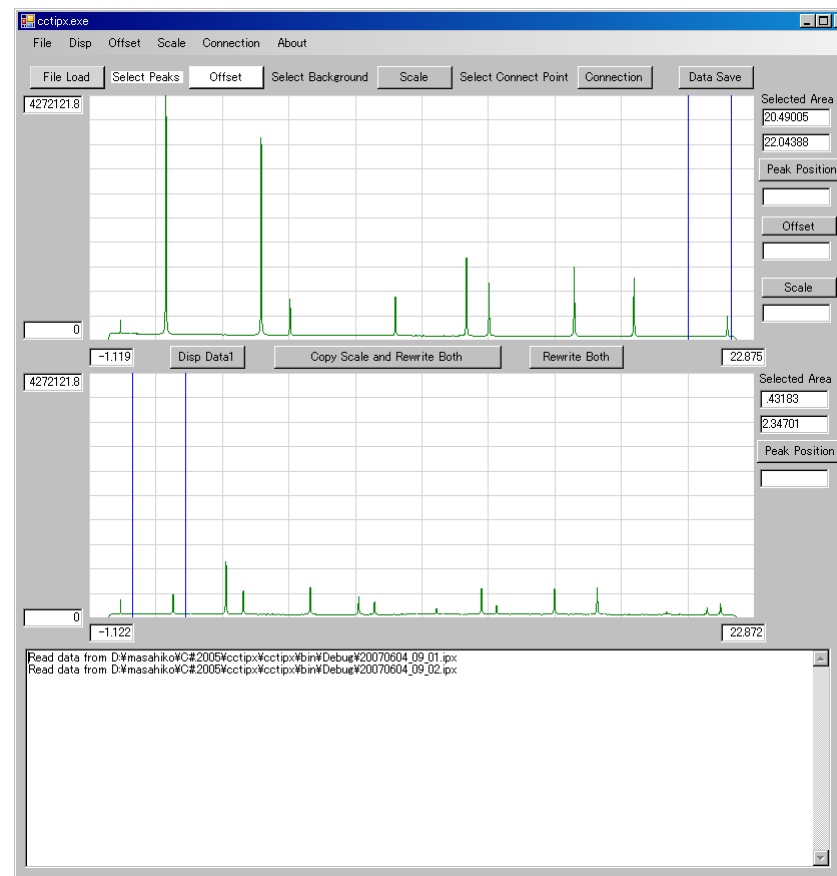 cctipx.exe
File Disp Offset Scale Connection About
File Load Select Peaks Offset Select Background Scale Select Connect Point Connection Data Save
4272121.8
Selected Area
20.49005
22.04388
Peak Position
Offset
Scale
0
-1.119 Disp Data1 Copy Scale and Rewrite Both Rewrite Both 22.875
4272121.8
Selected Area
.43183
2.34701
Peak Position
0
-1.122 22.872
Read data from D:¥masahiko¥C#2005¥cctipx¥cctipx¥bin¥Debug¥20070604_09_01.ipx
Read data from D:¥masahiko¥C#2005¥cctipx¥cctipx¥bin¥Debug¥20070604_09_02.ipx